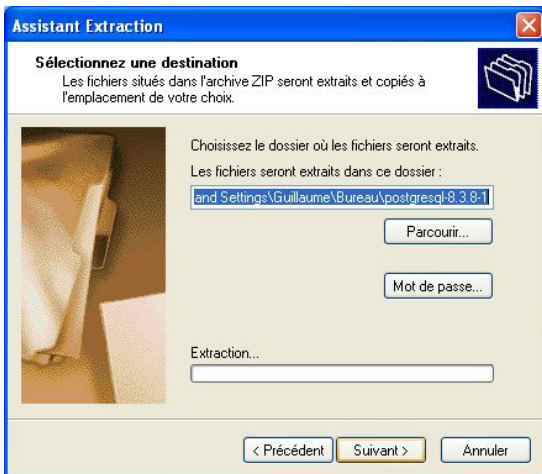 Assistant Extraction
Sélectionnez une destination
Les fichiers situés dans l'archive ZIP seront extraits et copiés à
l'emplacement de votre choix.
Choisissez le dossier où les fichiers seront extraits.
Les fichiers seront extraits dans ce dossier :
and Settings\Guillaume\Bureau\postgresql-8.3.8-1
Parcourir...
Mot de passe...
Extraction...
< Précédent Suivant > Annuler